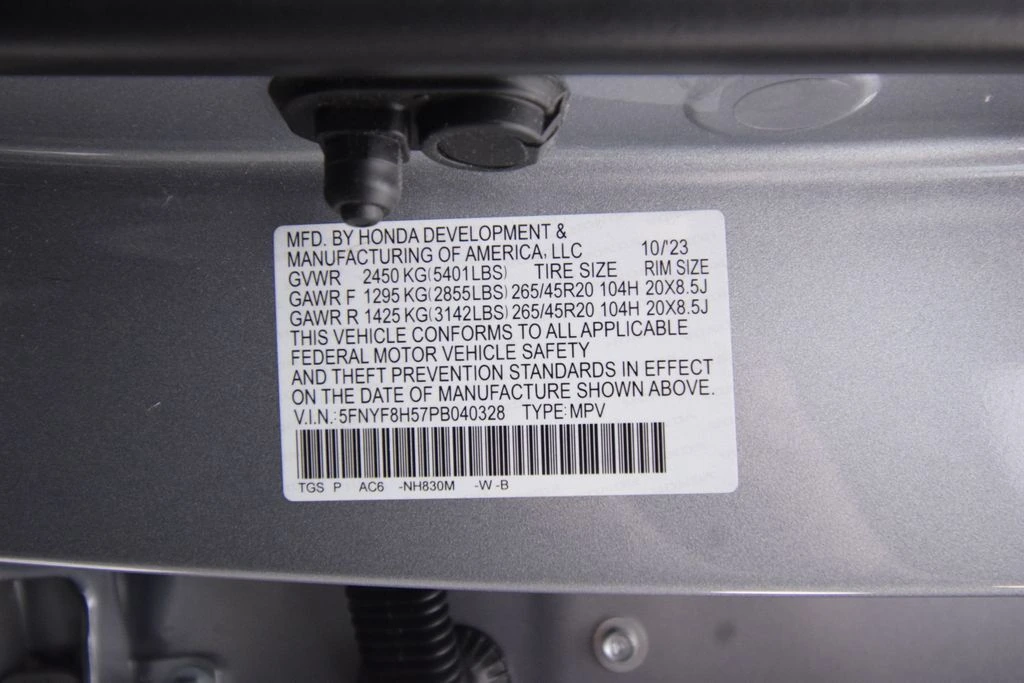 MFD. BY HONDA DEVELOPMENT &
MANUFACTURING OF AMERICA, LLC 10/'23
GVWR 2450 KG(5401LBS) TIRE SIZE RIM SIZE
GAWR F 1295 KG(2855LBS) 265/45R20 104H 20X8.5J
GAWR R 1425 KG(3142LBS) 265/45R20 104H 20X8.5J
THIS VEHICLE CONFORMS TO ALL APPLICABLE
FEDERAL MOTOR VEHICLE SAFETY
AND THEFT PREVENTION STANDARDS IN EFFECT
ON THE DATE OF MANUFACTURE SHOWN ABOVE.
V.I.N.:5FNYF8H57PB040328 TYPE:MPV
TGS P AC6 -NH830M -W -B